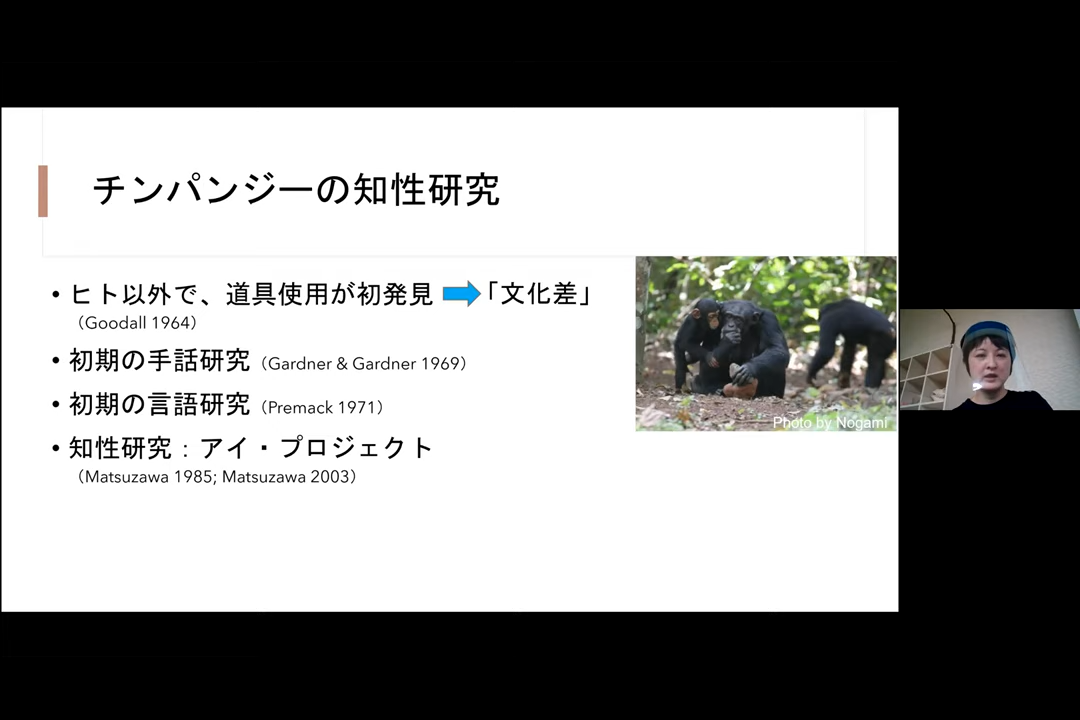 チンパンジーの知性研究
• ヒト以外で、道具使用が初発見 ➡ 「文化差」
（Goodall 1964）
• 初期の手話研究（Gardner & Gardner 1969）
• 初期の言語研究（Premack 1971）
• 知性研究：アイ・プロジェクト
（Matsuzawa 1985; Matsuzawa 2003）
Photo by Nogami